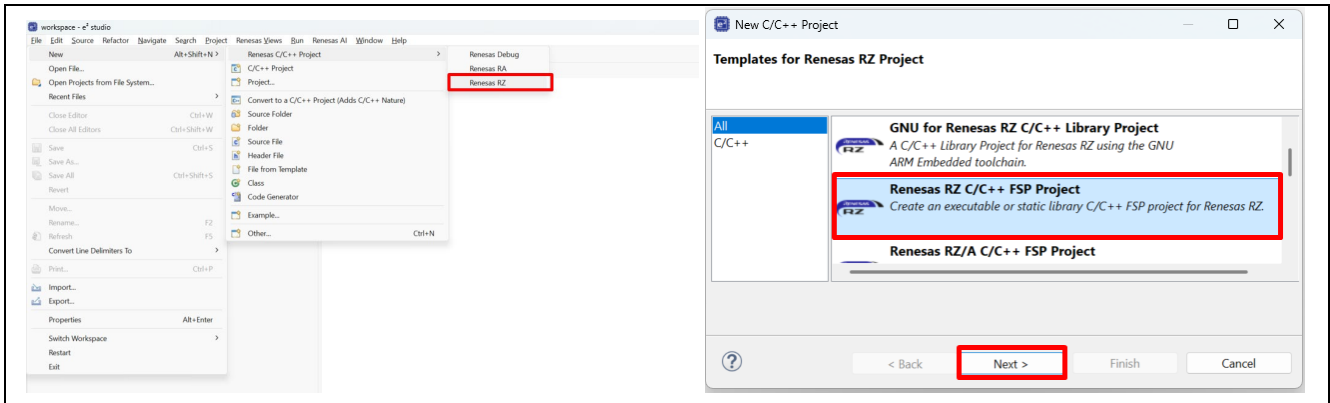 workspace - e² studio
File Edit Source Refactor Navigate Search Project Renesas Views Run Renesas AI Window Help
New Alt+Shift+N >
Open File...
Open Projects from File System...
Recent Files >
Close Editor Ctrl+W
Close All Editors Ctrl+Shift+W
Save Ctrl+S
Save As...
Save All Ctrl+Shift+S
Revert
Move...
Rename... F2
Refresh F5
Convert Line Delimiters To >
Print... Ctrl+P
Import...
Export...
Properties Alt+Enter
Switch Workspace >
Restart
Exit
Renesas C/C++ Project >
C/C++ Project
Project...
Convert to a C/C++ Project (Adds C/C++ Nature)
Source Folder
Folder
Source File
Header File
File from Template
Class
Code Generator
Example...
Other... Ctrl+N
Renesas Debug
Renesas RA
Renesas RZ
New C/C++ Project
Templates for Renesas RZ Project
All
C/C++
GNU for Renesas RZ C/C++ Library Project
RZ
A C/C++ Library Project for Renesas RZ using the GNU
ARM Embedded toolchain.
Renesas RZ C/C++ FSP Project
RZ
Create an executable or static library C/C++ FSP project for Renesas RZ.
Renesas RZ/A C/C++ FSP Project
< Back Next > Finish Cancel